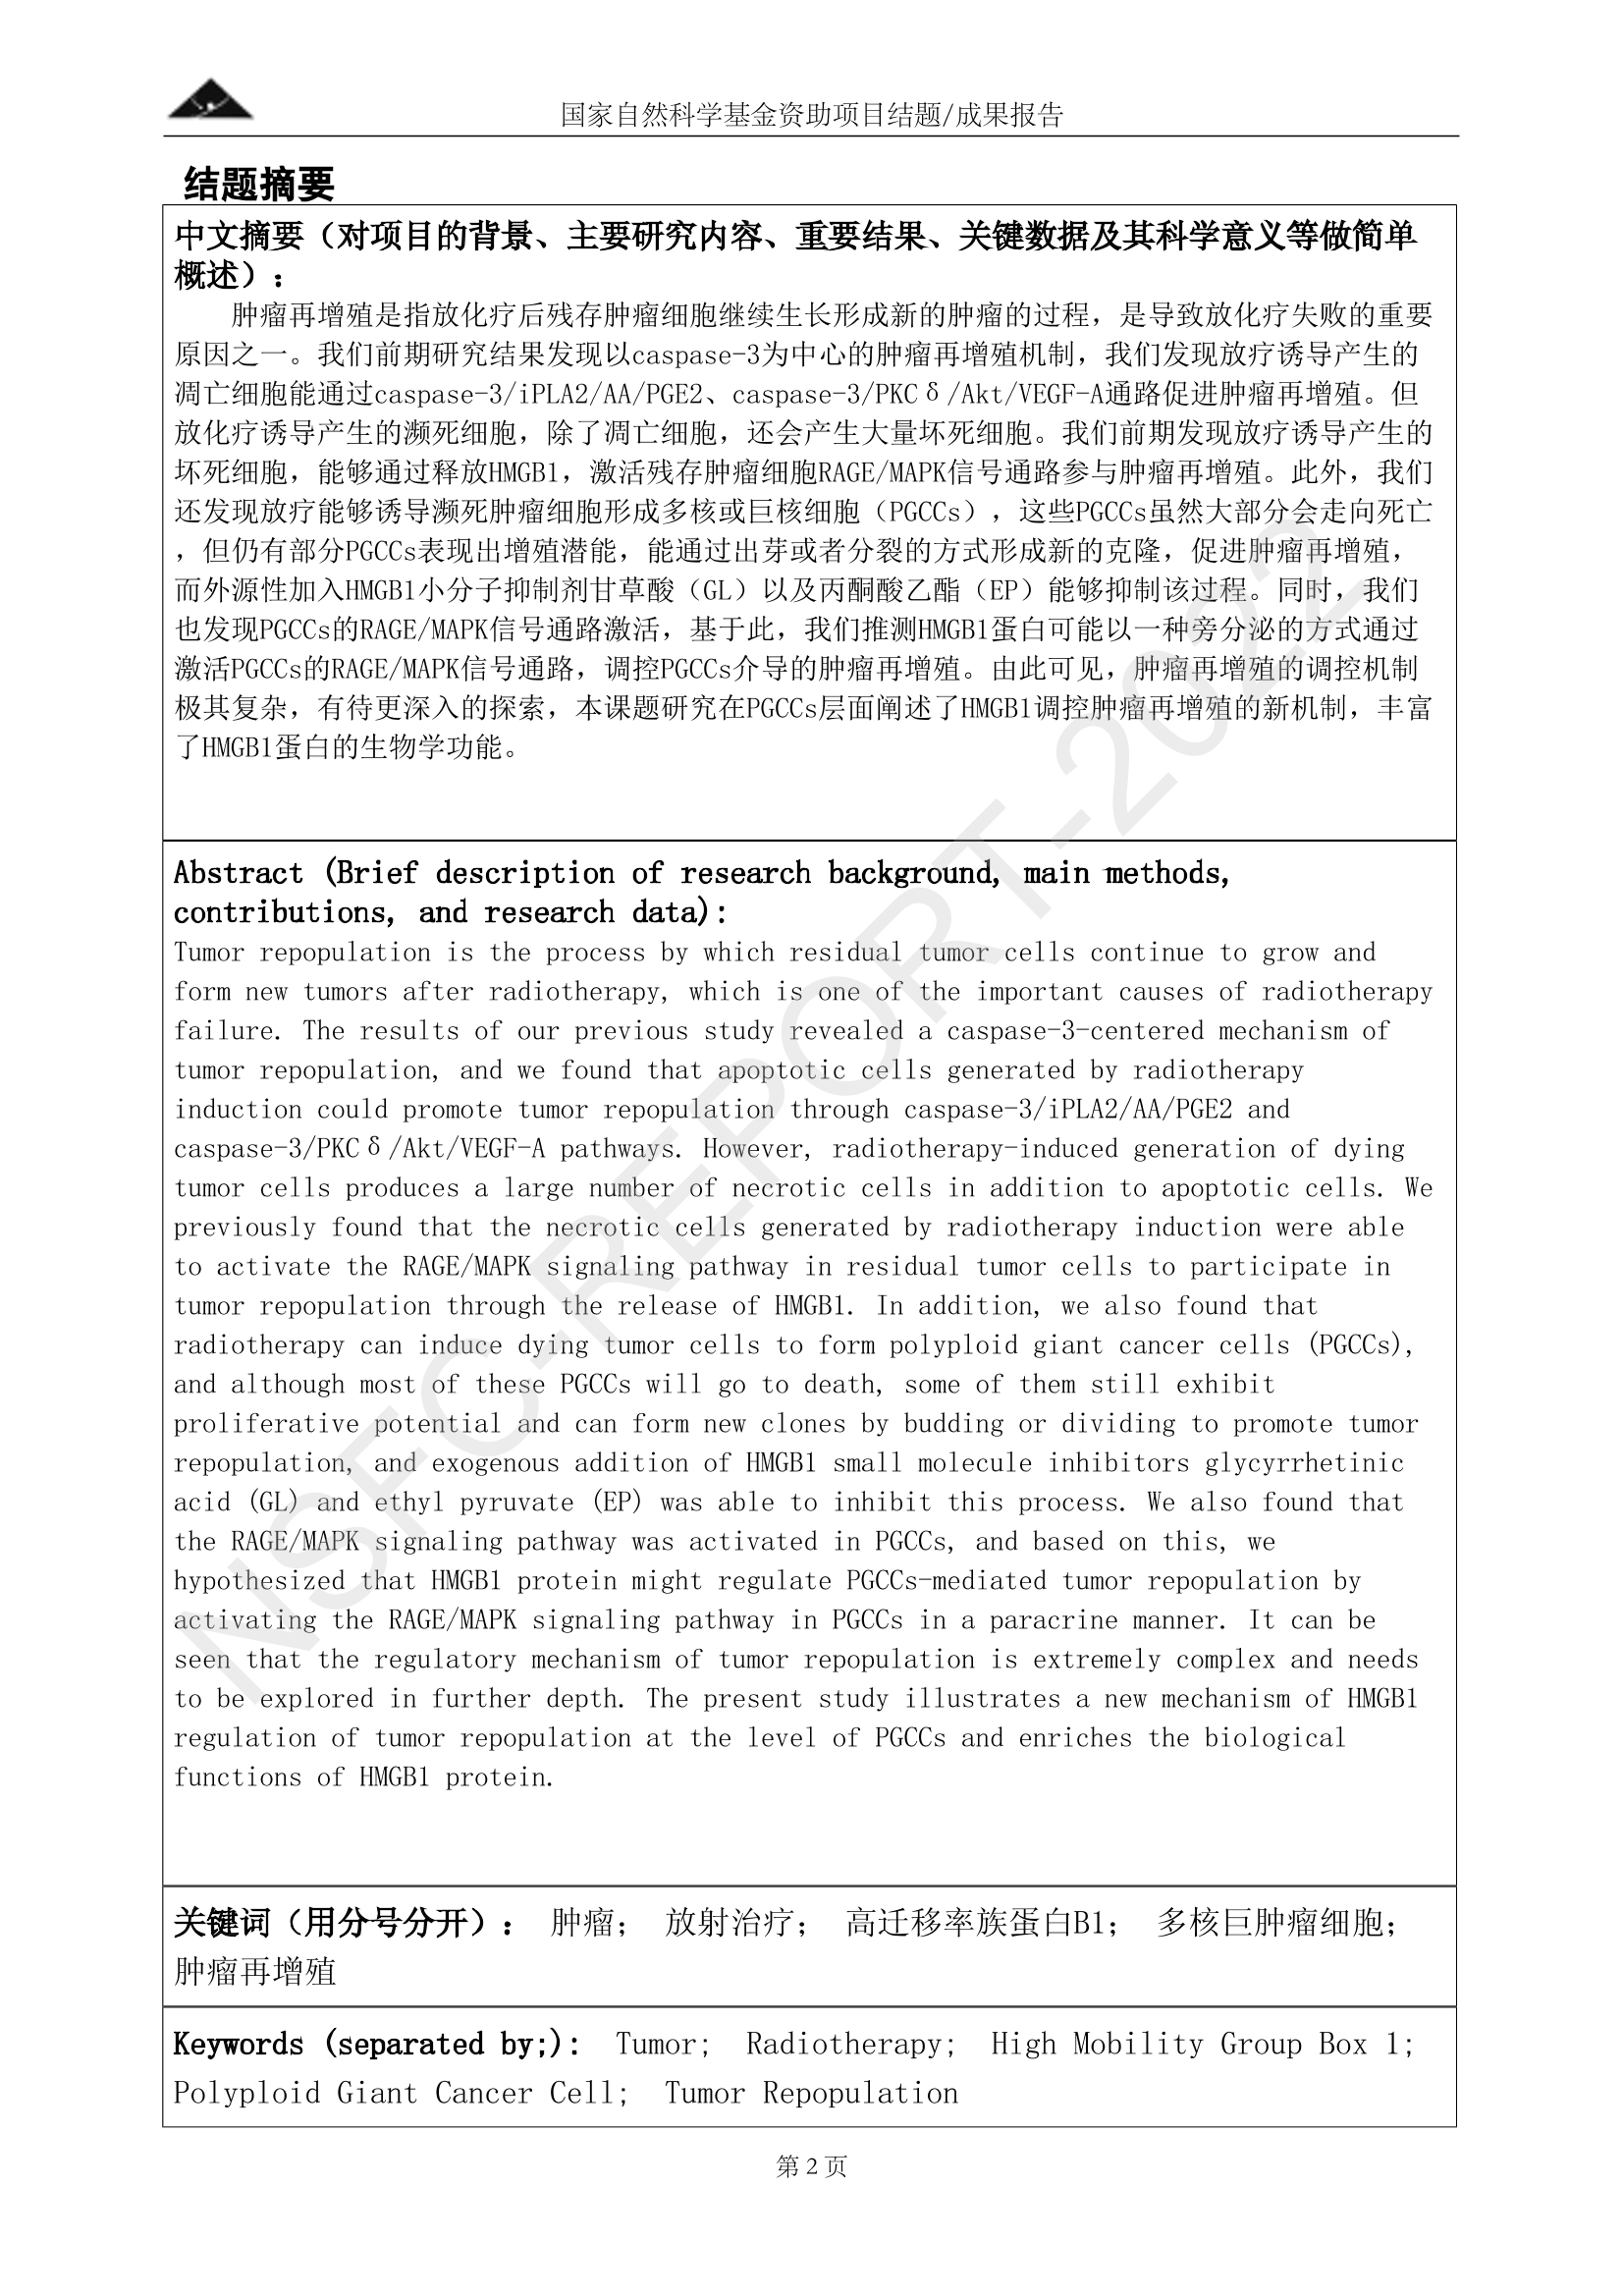 国家自然科学基金资助项目结题/成果报告
结题摘要
中文摘要（对项目的背景、主要研究内容、重要结果、关键数据及其科学意义等做简单
概述）：
肿瘤再增殖是指放化疗后残存肿瘤细胞继续生长形成新的肿瘤的过程，是导致放化疗失败的重要
原因之一。我们前期研究结果发现以caspase-3为中心的肿瘤再增殖机制，我们发现放疗诱导产生的
凋亡细胞能通过caspase-3/iPLA2/AA/PGE2、caspase-3/PKCδ/Akt/VEGF-A通路促进肿瘤再增殖。但
放化疗诱导产生的濒死细胞，除了凋亡细胞，还会产生大量坏死细胞。我们前期发现放疗诱导产生的
坏死细胞，能够通过释放HMGB1，激活残存肿瘤细胞RAGE/MAPK信号通路参与肿瘤再增殖。此外，我们
还发现放疗能够诱导濒死肿瘤细胞形成多核或巨核细胞（PGCCs），这些PGCCs虽然大部分会走向死亡
，但仍有部分PGCCs表现出增殖潜能，能通过出芽或者分裂的方式形成新的克隆，促进肿瘤再增殖，
而外源性加入HMGB1小分子抑制剂甘草酸（GL）以及丙酮酸乙酯（EP）能够抑制该过程。同时，我们
也发现PGCCs的RAGE/MAPK信号通路激活，基于此，我们推测HMGB1蛋白可能以一种旁分泌的方式通过
激活PGCCs的RAGE/MAPK信号通路，调控PGCCs介导的肿瘤再增殖。由此可见，肿瘤再增殖的调控机制
极其复杂，有待更深入的探索，本课题研究在PGCCs层面阐述了HMGB1调控肿瘤再增殖的新机制，丰富
了HMGB1蛋白的生物学功能。
Abstract (Brief description of research background, main methods,
contributions, and research data):
Tumor repopulation is the process by which residual tumor cells continue to grow and
form new tumors after radiotherapy, which is one of the important causes of radiotherapy
failure. The results of our previous study revealed a caspase-3-centered mechanism of
tumor repopulation, and we found that apoptotic cells generated by radiotherapy
induction could promote tumor repopulation through caspase-3/iPLA2/AA/PGE2 and
caspase-3/PKCδ/Akt/VEGF-A pathways. However, radiotherapy-induced generation of dying
tumor cells produces a large number of necrotic cells in addition to apoptotic cells. We
previously found that the necrotic cells generated by radiotherapy induction were able
to activate the RAGE/MAPK signaling pathway in residual tumor cells to participate in
tumor repopulation through the release of HMGB1. In addition, we also found that
radiotherapy can induce dying tumor cells to form polyploid giant cancer cells (PGCCs),
and although most of these PGCCs will go to death, some of them still exhibit
proliferative potential and can form new clones by budding or dividing to promote tumor
repopulation, and exogenous addition of HMGB1 small molecule inhibitors glycyrrhetinic
acid (GL) and ethyl pyruvate (EP) was able to inhibit this process. We also found that
the RAGE/MAPK signaling pathway was activated in PGCCs, and based on this, we
hypothesized that HMGB1 protein might regulate PGCCs-mediated tumor repopulation by
activating the RAGE/MAPK signaling pathway in PGCCs in a paracrine manner. It can be
seen that the regulatory mechanism of tumor repopulation is extremely complex and needs
to be explored in further depth. The present study illustrates a new mechanism of HMGB1
regulation of tumor repopulation at the level of PGCCs and enriches the biological
functions of HMGB1 protein.
关键词（用分号分开）： 肿瘤； 放射治疗； 高迁移率族蛋白B1； 多核巨肿瘤细胞；
肿瘤再增殖
Keywords (separated by;): Tumor; Radiotherapy; High Mobility Group Box 1;
Polyploid Giant Cancer Cell; Tumor Repopulation
第 2 页
NSFC-REPORT-2022